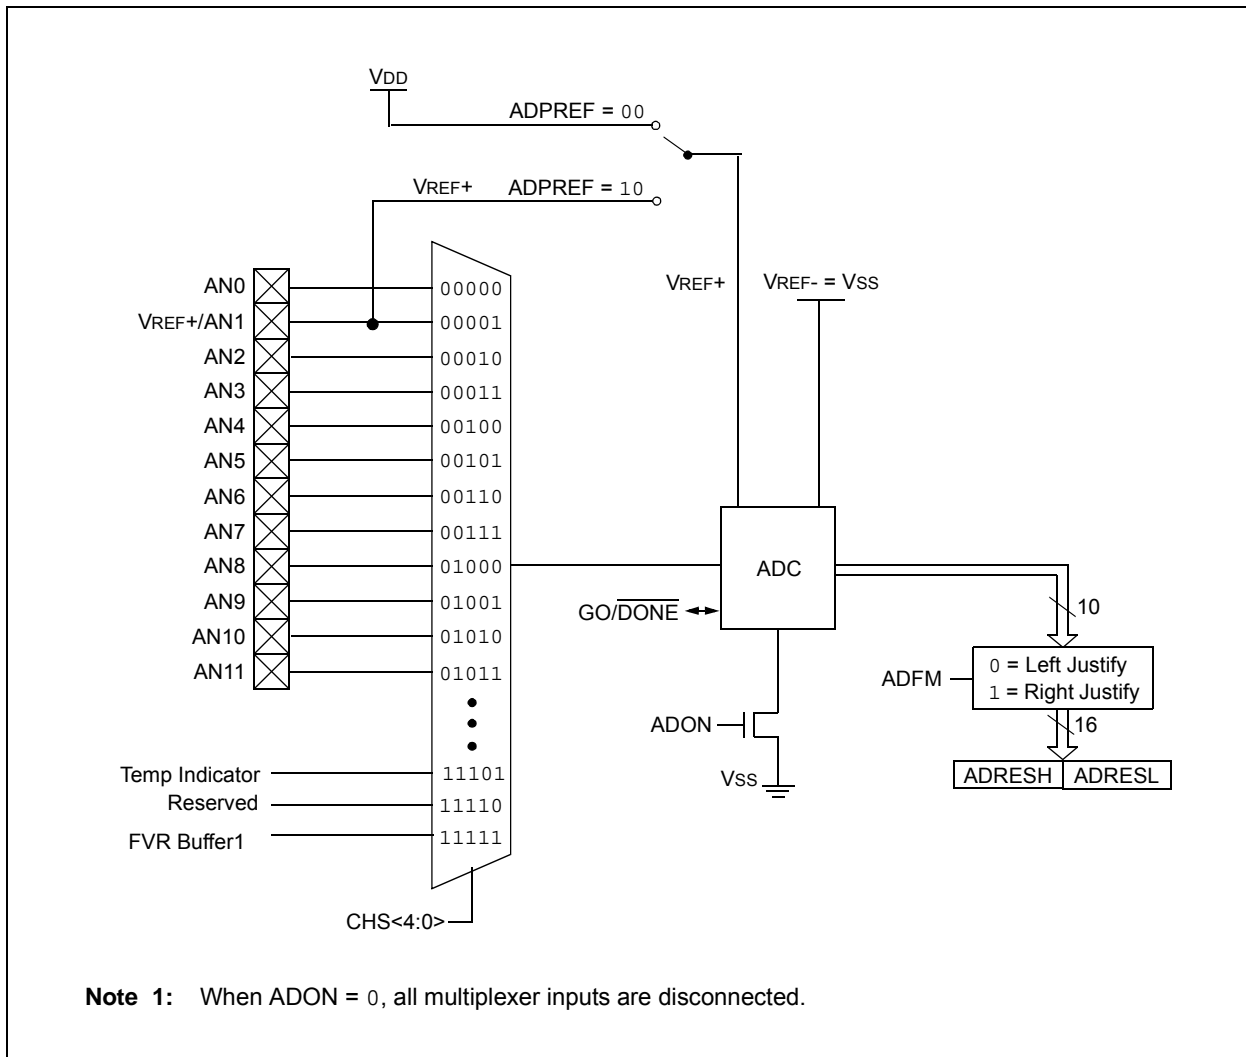 VDD
ADPREF = 00
VREF+ ADPREF = 10
VREF+
VREF- = VSS
AN0
00000
VREF+/AN1
00001
AN2
00010
AN3
00011
AN4
00100
AN5
00101
AN6
00110
AN7
00111
AN8
01000
AN9
01001
AN10
01010
AN11
01011
ADC
GO/DONE
10
ADFM
0 = Left Justify
1 = Right Justify
16
ADRESH ADRESL
ADON
VSS
Temp Indicator
11101
Reserved
11110
FVR Buffer1
11111
CHS<4:0>
Note 1: When ADON = 0, all multiplexer inputs are disconnected.